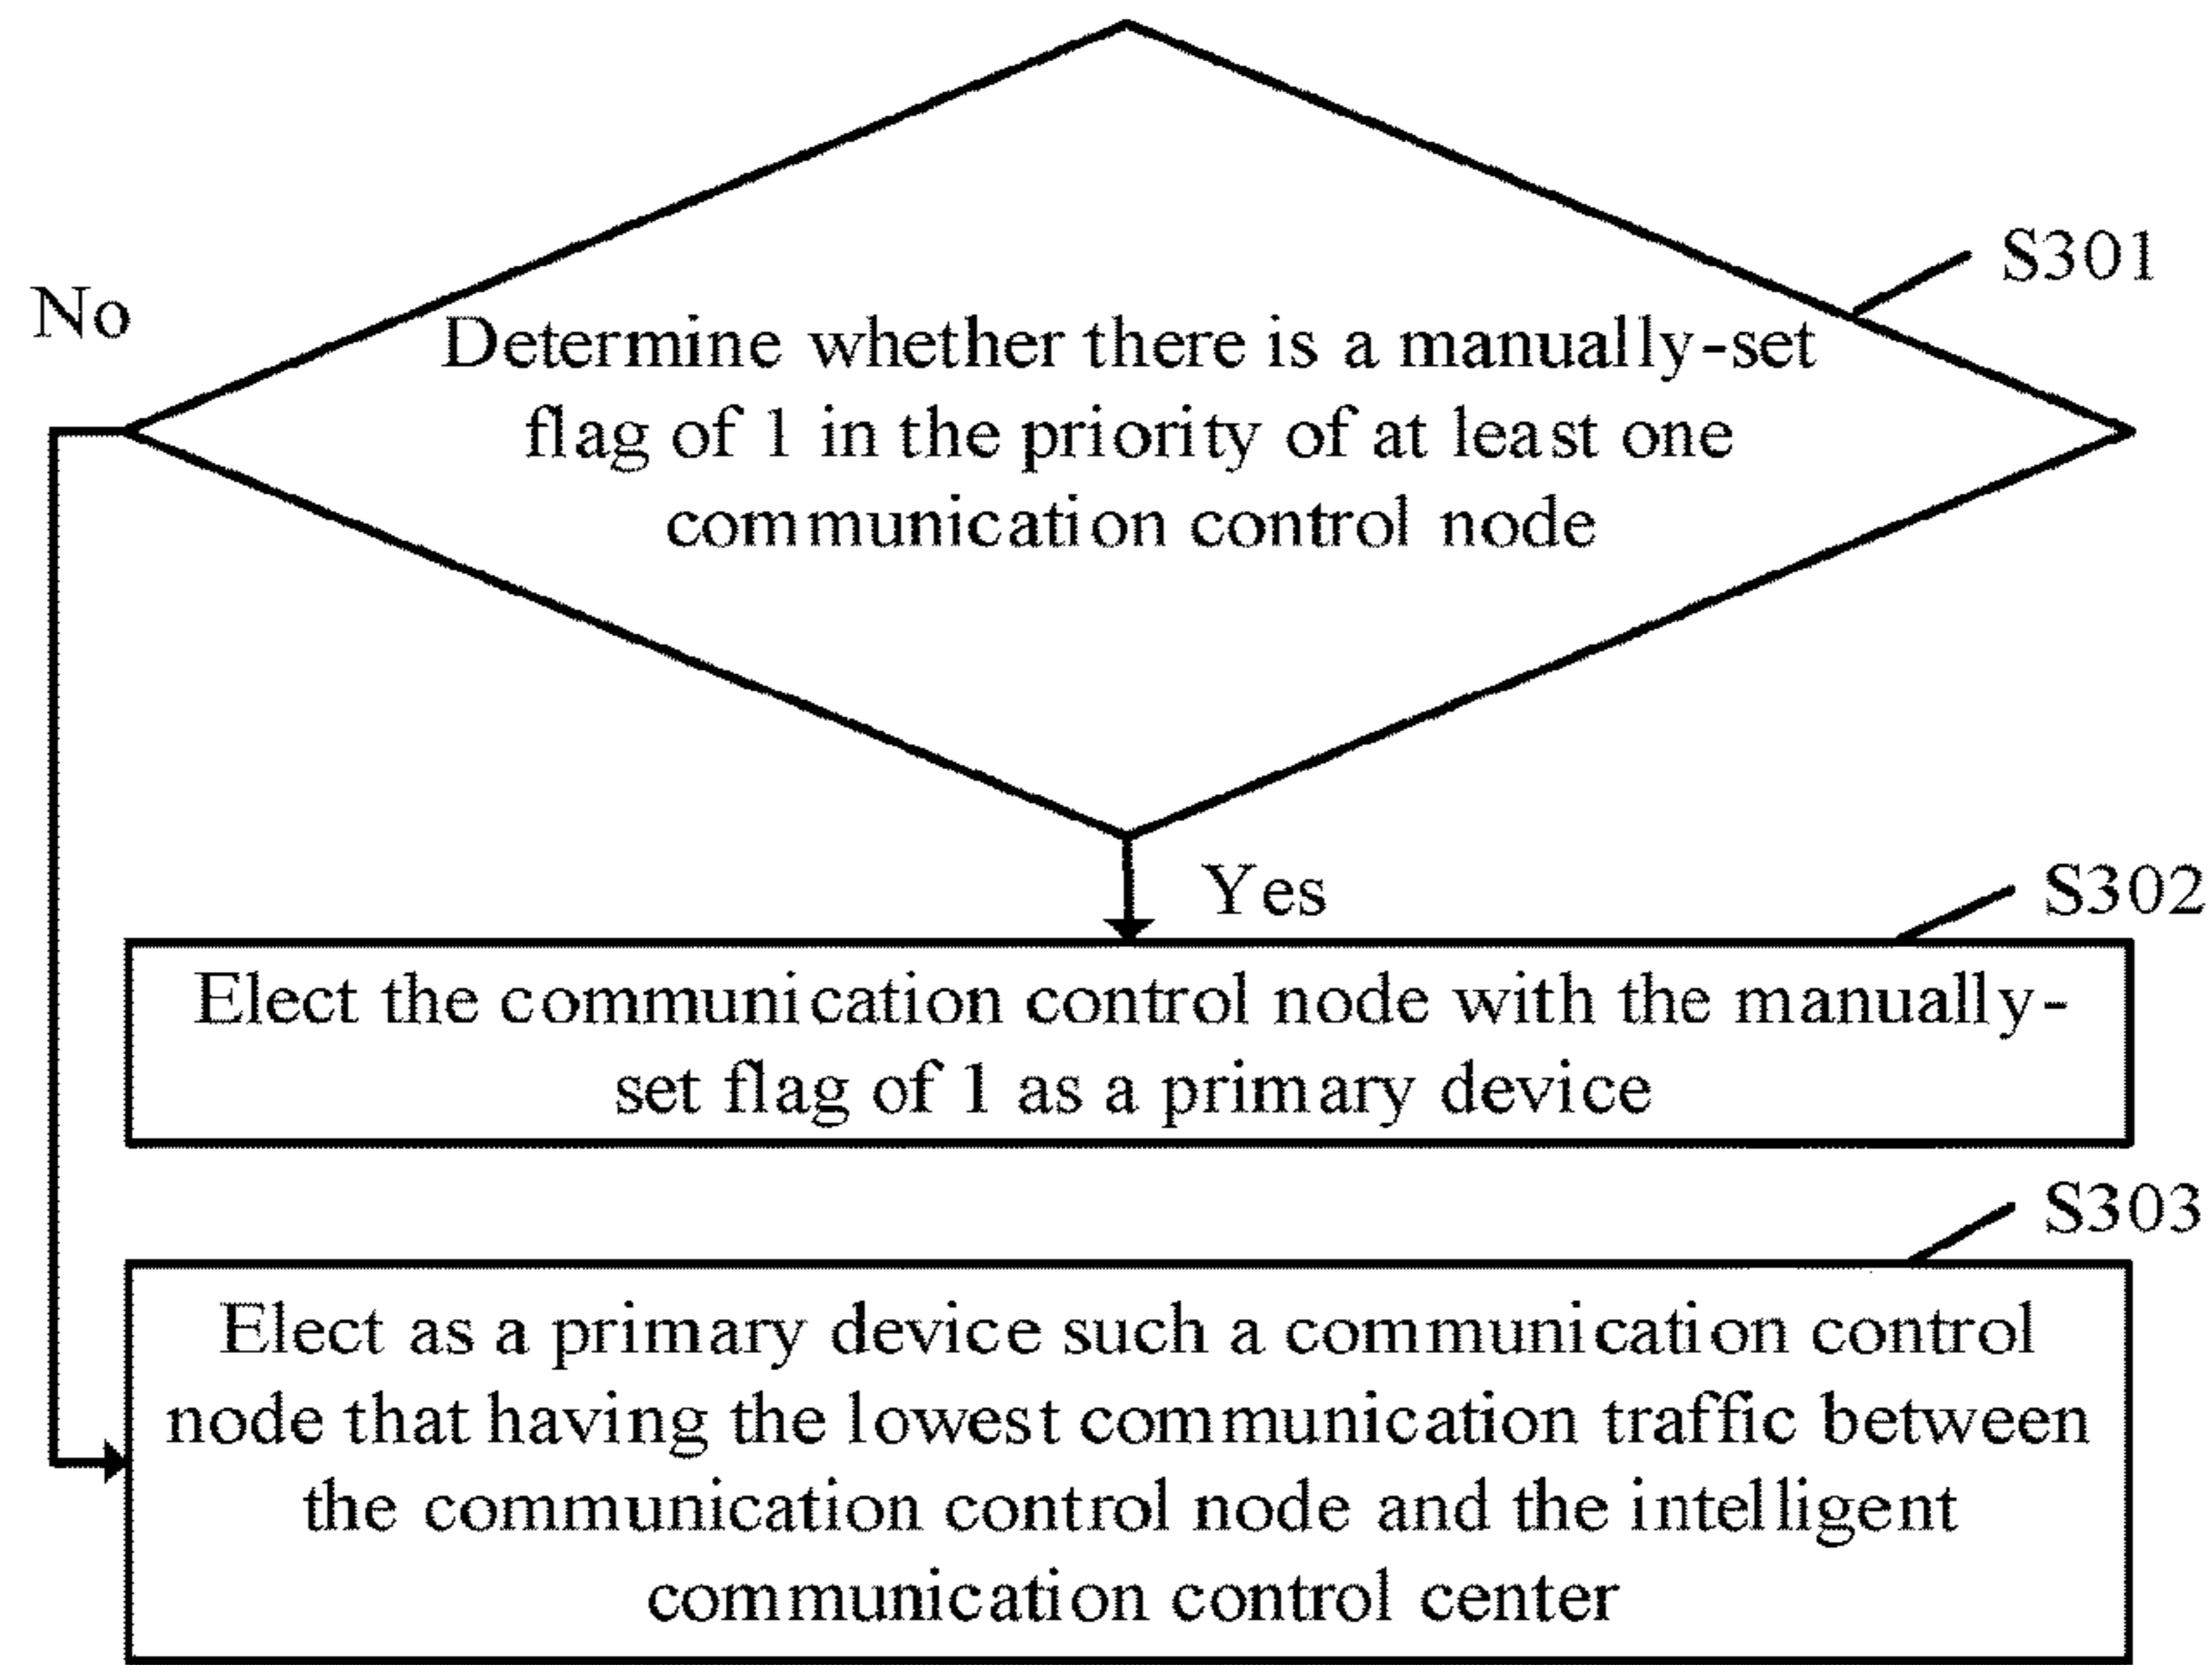 S301
No
Determine whether there is a manually-set
flag of 1 in the priority of at least one
communication control node
Yes
S302
Elect the communication control node with the manually-
set flag of 1 as a primary device
S303
Elect as a primary device such a communication control
node that having the lowest communication traffic between
the communication control node and the intelligent
communication control center